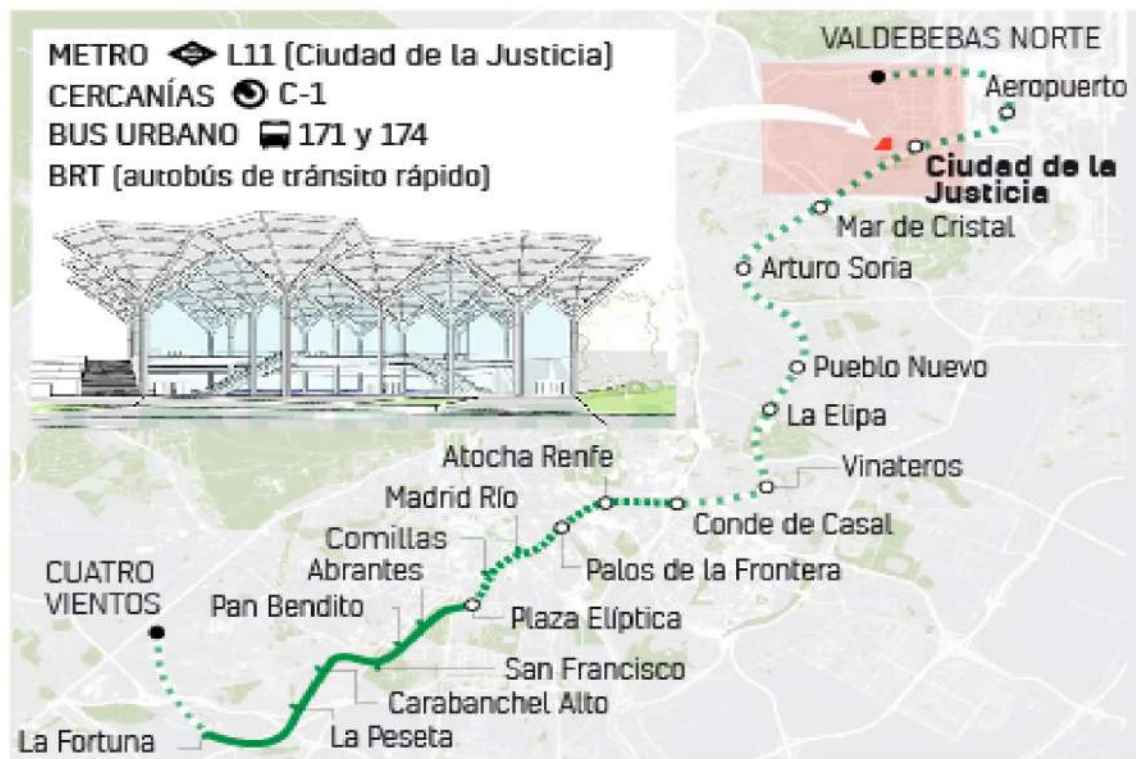 METRO L11 (Ciudad de la Justicia)
CERCANÍAS C-1
BUS URBANO 171 y 174
BRT (autobús de tránsito rápido)
VALDEBEBAS NORTE
Aeropuerto
Ciudad de la
Justicia
Mar de Cristal
Arturo Soria
Pueblo Nuevo
La Elipa
Vinateros
Conde de Casal
Atocha Renfe
Madrid Río
Palos de la Frontera
Comillas
Abrantes
Plaza Elíptica
Pan Bendito
San Francisco
Carabanchel Alto
La Peseta
La Fortuna
CUATRO
VIENTOS